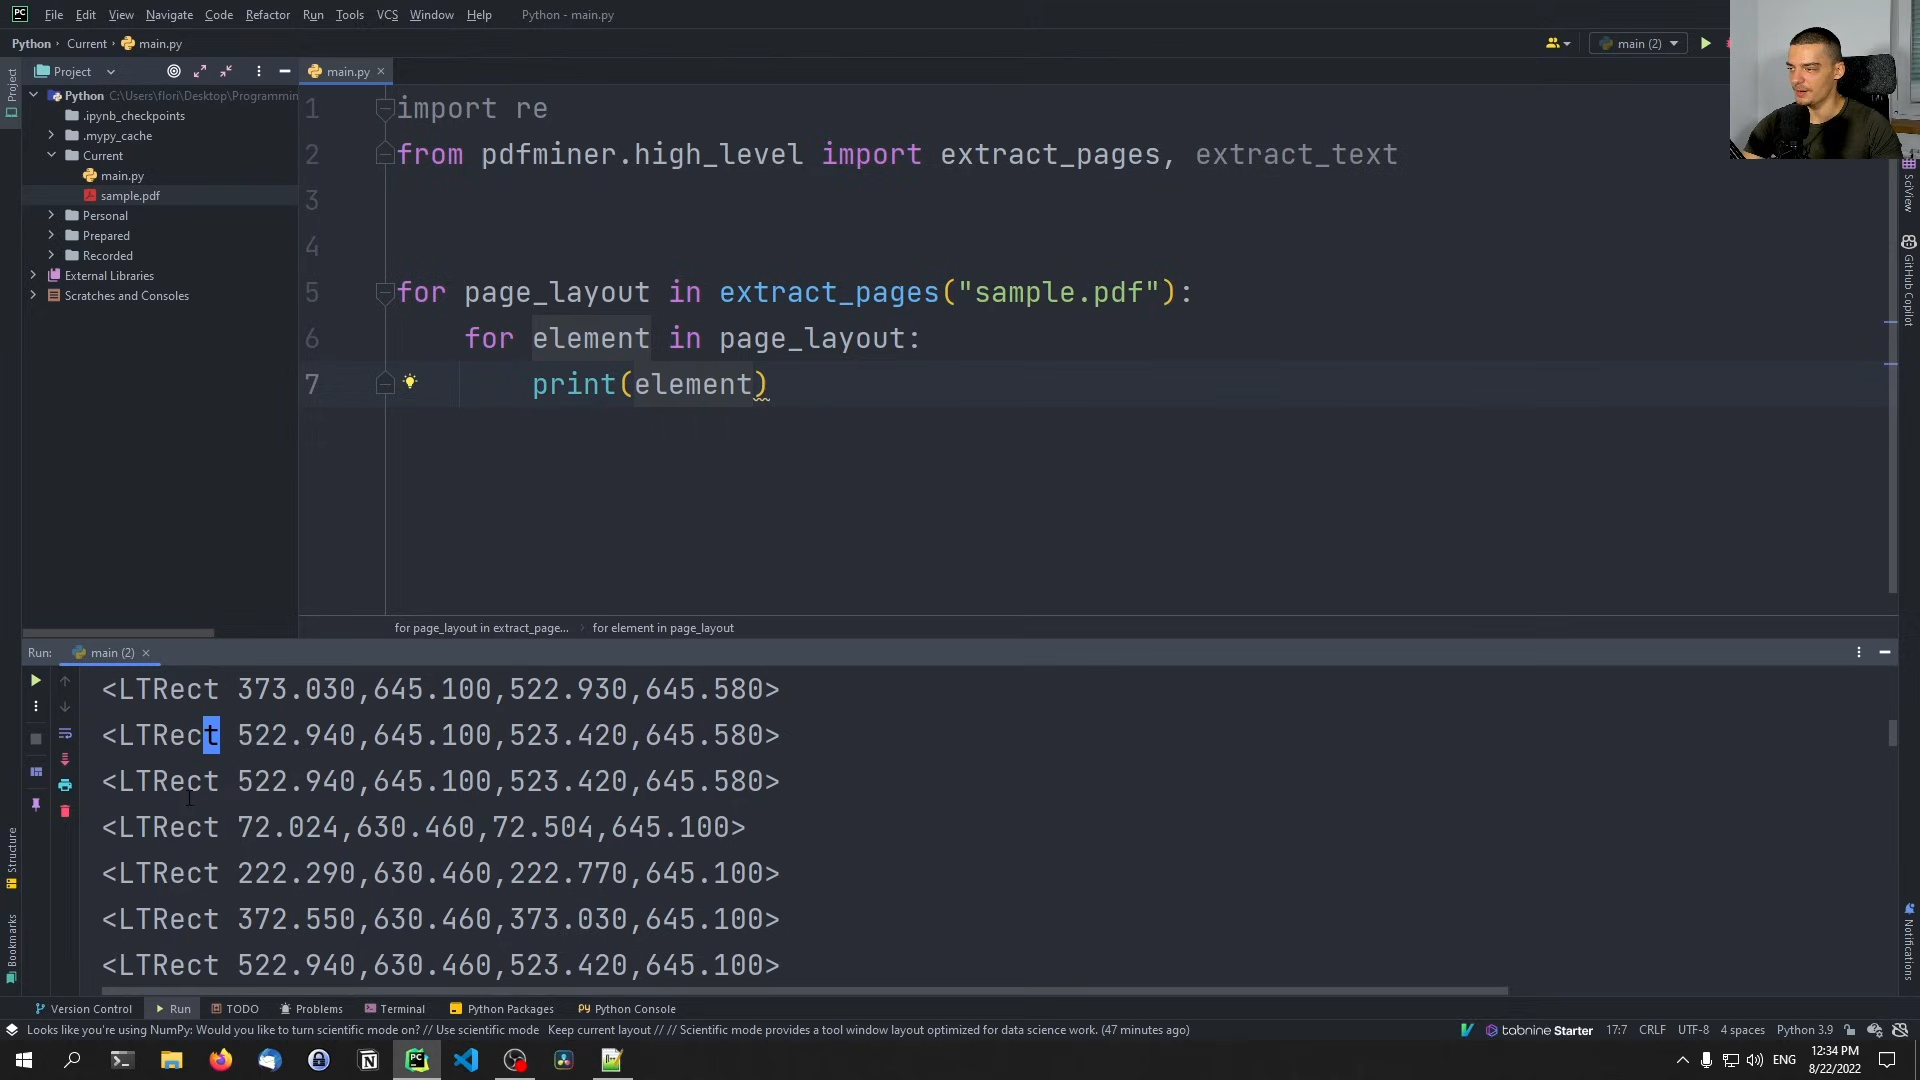 PC File Edit View Navigate Code Refactor Run Tools VCS Window Help Python - main.py
Python › Current › main.py main (2)
Project main.py
Python C:\Users\flori\Desktop\Programmin
.ipynb_checkpoints
.mypy_cache
Current
main.py
sample.pdf
Personal
Prepared
Recorded
External Libraries
Scratches and Consoles
Project
1 import re
2 from pdfminer.high_level import extract_pages, extract_text
3
4
5 for page_layout in extract_pages("sample.pdf"):
6 for element in page_layout:
7 print(element)
SciView
GitHub Copilot
for page_layout in extract_page... › for element in page_layout
Run: main (2)
<LTRect 373.030,645.100,522.930,645.580>
<LTRect 522.940,645.100,523.420,645.580>
<LTRect 522.940,645.100,523.420,645.580>
<LTRect 72.024,630.460,72.504,645.100>
<LTRect 222.290,630.460,222.770,645.100>
<LTRect 372.550,630.460,373.030,645.100>
<LTRect 522.940,630.460,523.420,645.100>
Structure
Bookmarks
Notifications
Version Control Run TODO Problems Terminal Python Packages Python Console
Looks like you're using NumPy: Would you like to turn scientific mode on? // Use scientific mode Keep current layout // // Scientific mode provides a tool window layout optimized for data science work. (47 minutes ago) tabnine Starter 17:7 CRLF UTF-8 4 spaces Python 3.9
ENG 12:34 PM
8/22/2022